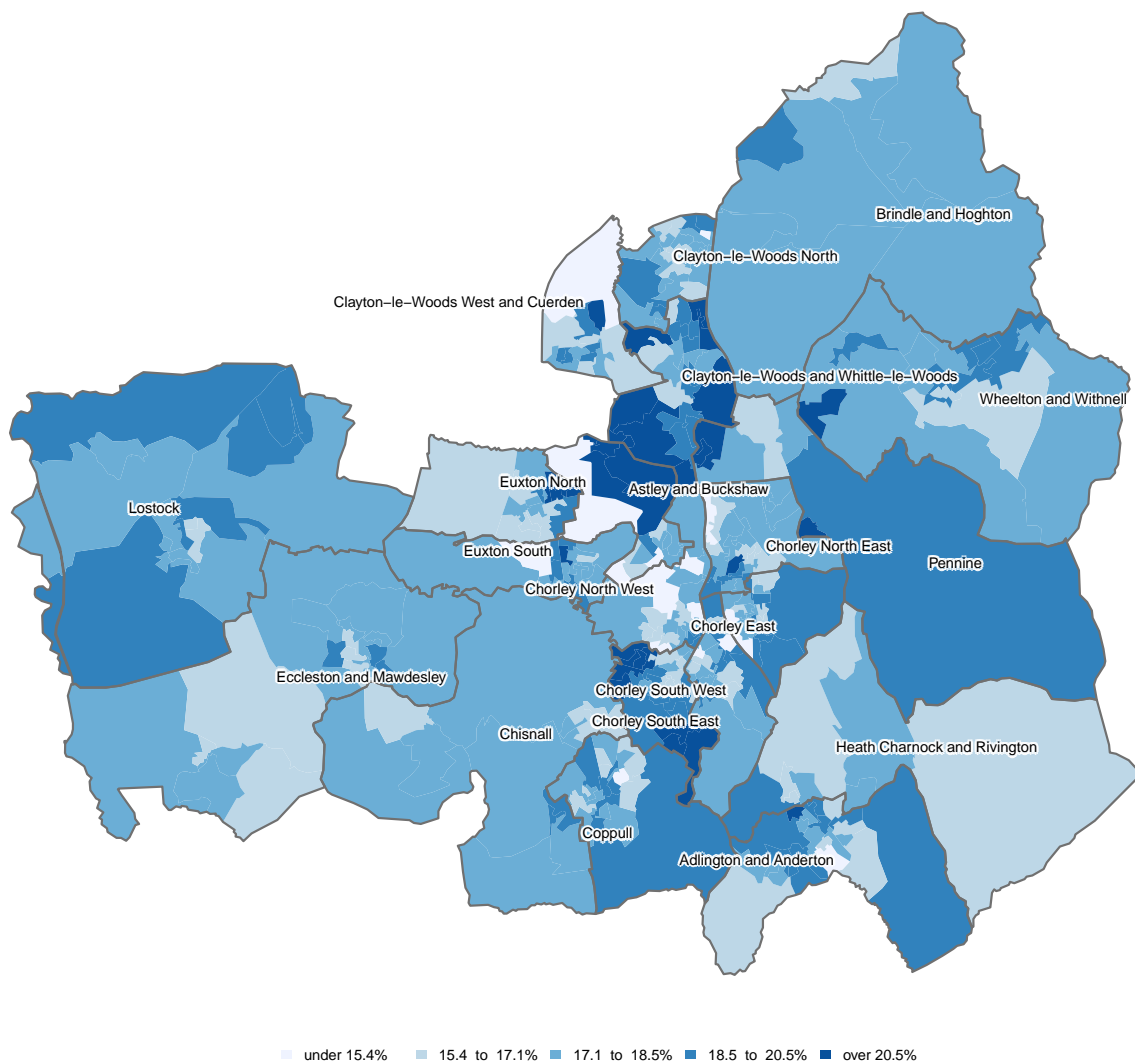 Brindle and Hoghton
Clayton−le−Woods North
Clayton−le−Woods West and Cuerden
Clayton−le−Woods and Whittle−le−Woods
Wheelton and Withnell
Euxton North
Astley and Buckshaw
Lostock
Euxton South
Chorley North East
Pennine
Chorley North West
Chorley East
Eccleston and Mawdesley
Chorley South West
Chorley South East
Chisnall
Heath Charnock and Rivington
Coppull
Adlington and Anderton
under 15.4% 15.4 to 17.1% 17.1 to 18.5% 18.5 to 20.5% over 20.5%